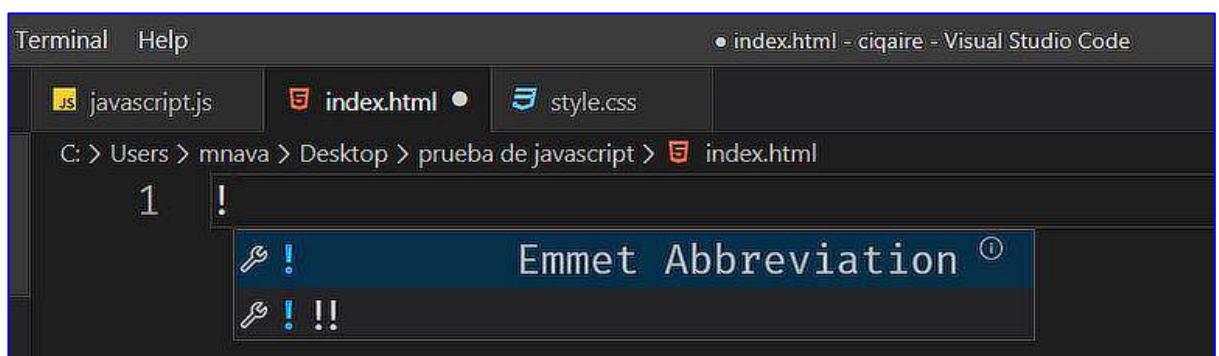 Terminal Help ● index.html - ciqaire - Visual Studio Code
JS javascript.js index.html ● style.css
C: > Users > mnava > Desktop > prueba de javascript > index.html
1 !
! Emmet Abbreviation
! !!